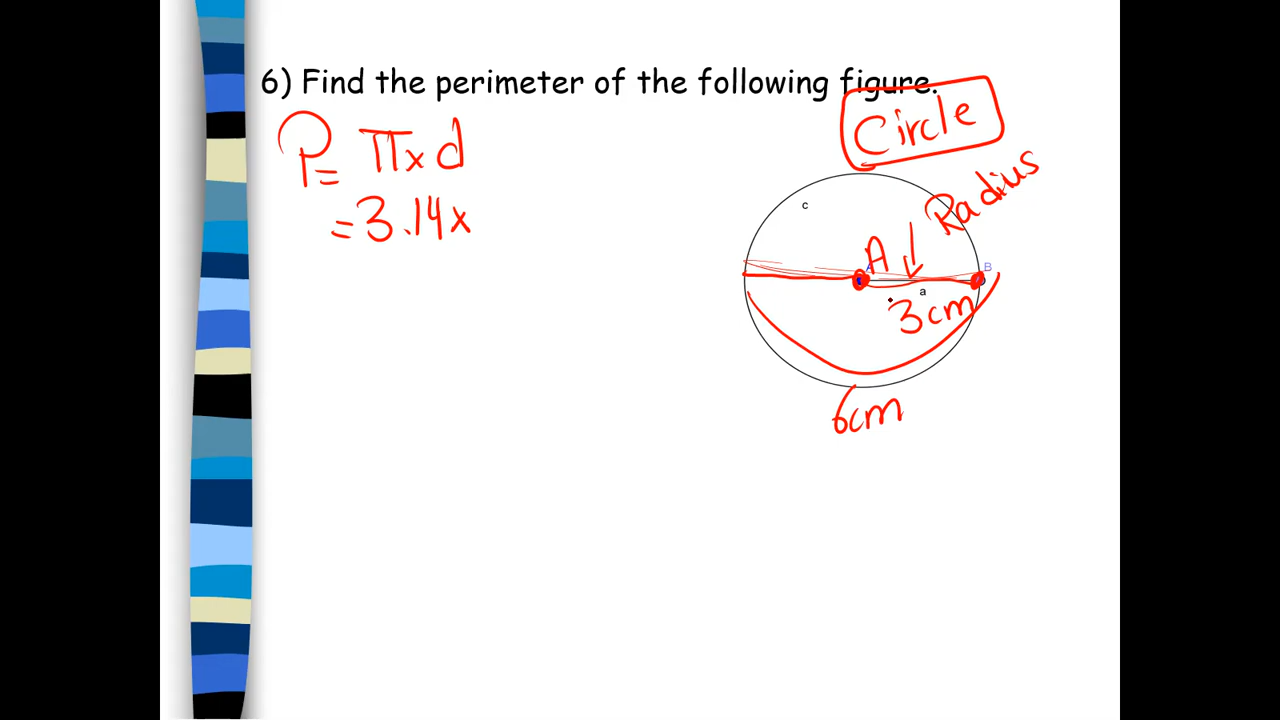 6) Find the perimeter of the following figure.
Circle
P = π x d
= 3.14 x
Radius
c
A
B
a
3cm
6cm